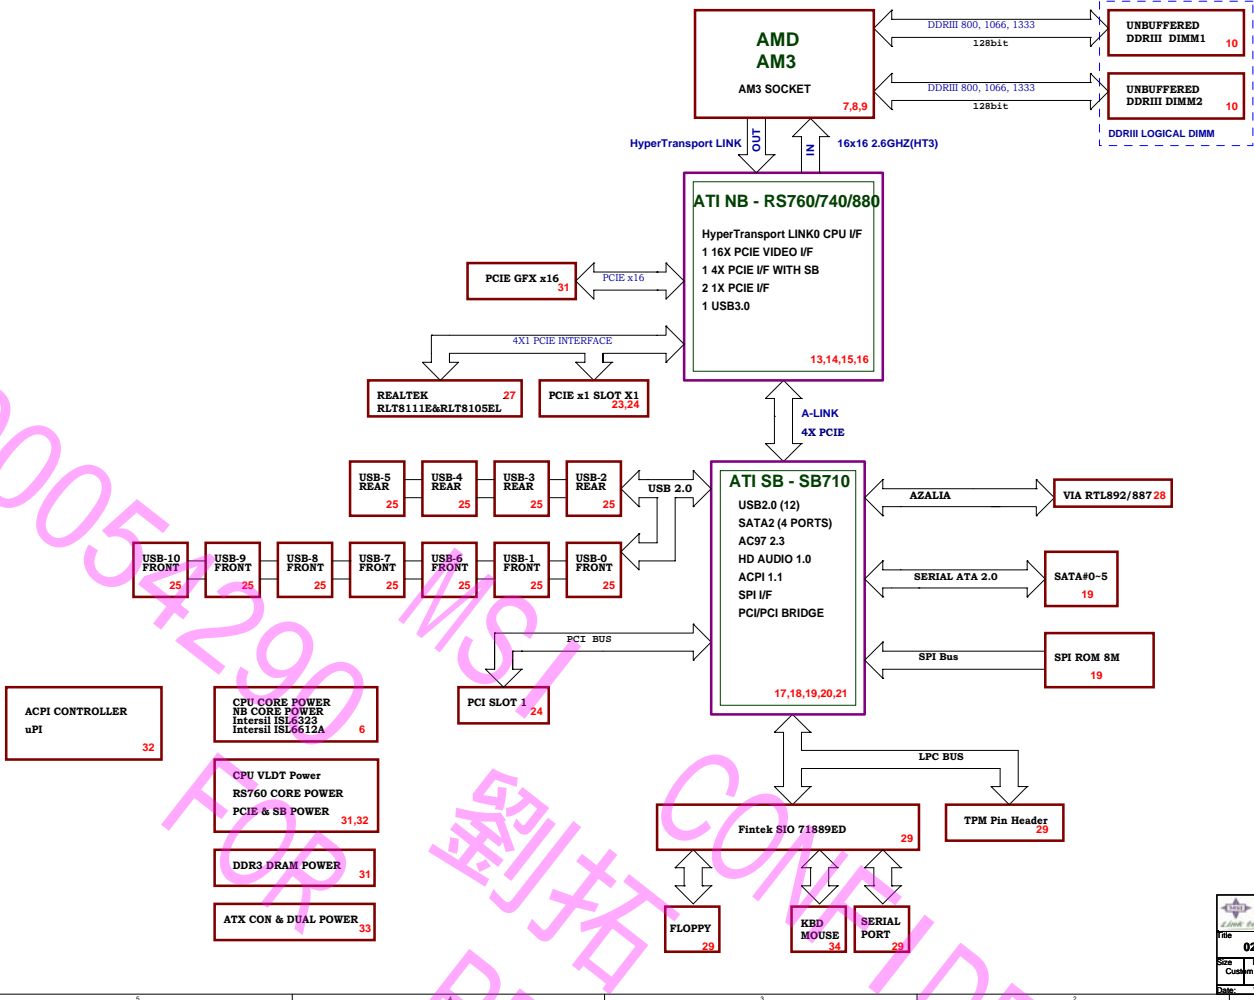 AMD
AM3
AM3 SOCKET
7,8,9
DDRIII 800, 1066, 1333
128bit
UNBUFFERED
DDRIII DIMM1
10
DDRIII 800, 1066, 1333
128bit
UNBUFFERED
DDRIII DIMM2
10
DDRIII LOGICAL DIMM
HyperTransport LINK
OUT
IN
16x16 2.6GHZ(HT3)
ATI NB - RS760/740/880
HyperTransport LINK0 CPU I/F
1 16X PCIE VIDEO I/F
1 4X PCIE I/F WITH SB
2 1X PCIE I/F
1 USB3.0
13,14,15,16
PCIE GFX x16
31
PCIE x16
4X1 PCIE INTERFACE
REALTEK
RLT8111E&RLT8105EL
27
PCIE x1 SLOT X1
23,24
A-LINK
4X PCIE
USB-5
REAR
25
USB-4
REAR
25
USB-3
REAR
25
USB-2
REAR
25
USB 2.0
USB-10
FRONT
25
USB-9
FRONT
25
USB-8
FRONT
25
USB-7
FRONT
25
USB-6
FRONT
25
USB-1
FRONT
25
USB-0
FRONT
25
ATI SB - SB710
USB2.0 (12)
SATA2 (4 PORTS)
AC97 2.3
HD AUDIO 1.0
ACPI 1.1
SPI I/F
PCI/PCI BRIDGE
17,18,19,20,21
AZALIA
VIA RTL892/887
28
SERIAL ATA 2.0
SATA#0~5
19
SPI Bus
SPI ROM 8M
19
PCI BUS
PCI SLOT 1
24
ACPI CONTROLLER
uPI
32
CPU CORE POWER
NB CORE POWER
Intersil ISL6323
Intersil ISL6612A
6
CPU VLDT Power
RS760 CORE POWER
PCIE & SB POWER
31,32
DDR3 DRAM POWER
31
ATX CON & DUAL POWER
33
LPC BUS
Fintek SIO 71889ED
29
TPM Pin Header
29
FLOPPY
29
KBD
MOUSE
34
SERIAL
PORT
29
MSI
FOR
劉拓
Title
02
Size
Custom
Date:
5
4
3
2